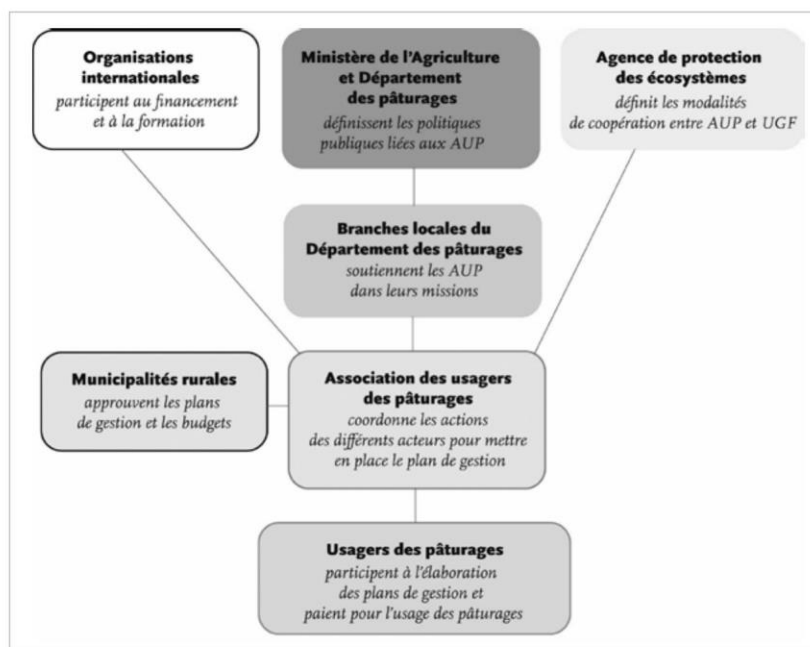 Organisations
internationales
participent au financement
et à la formation
Ministère de l'Agriculture
et Département
des pâturages
définissent les politiques
publiques liées aux AUP
Agence de protection
des écosystèmes
définit les modalités
de coopération entre AUP et UGF
Branches locales du
Département des pâturages
soutiennent les AUP
dans leurs missions
Municipalités rurales
approuvent les plans
de gestion et les budgets
Association des usagers
des pâturages
coordonne les actions
des différents acteurs pour mettre
en place le plan de gestion
Usagers des pâturages
participent à l'élaboration
des plans de gestion et
paient pour l'usage des pâturages